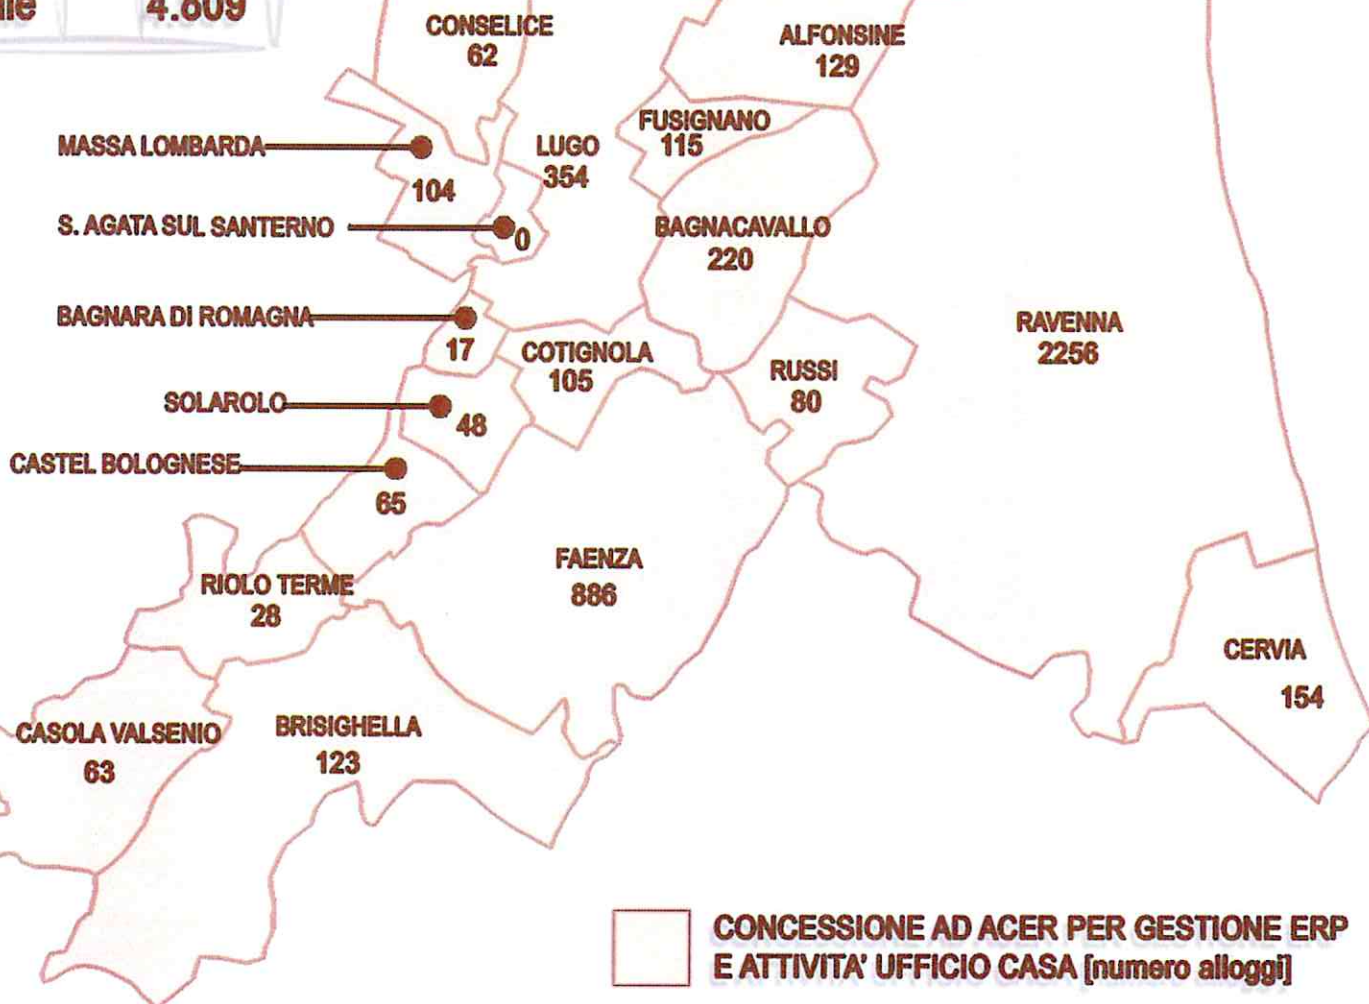 4.809
CONSELICE
62
ALFONSINE
129
MASSA LOMBARDA
104
LUGO
354
FUSIGNANO
115
S. AGATA SUL SANTERNO
0
BAGNACAVALLO
220
BAGNARA DI ROMAGNA
17
COTIGNOLA
105
RAVENNA
2256
RUSSI
80
SOLAROLO
48
CASTEL BOLOGNESE
65
FAENZA
886
RIOLO TERME
28
CERVIA
154
CASOLA VALSENIO
63
BRISIGHELLA
123
CONCESSIONE AD ACER PER GESTIONE ERP
E ATTIVITA' UFFICIO CASA [numero alloggi]